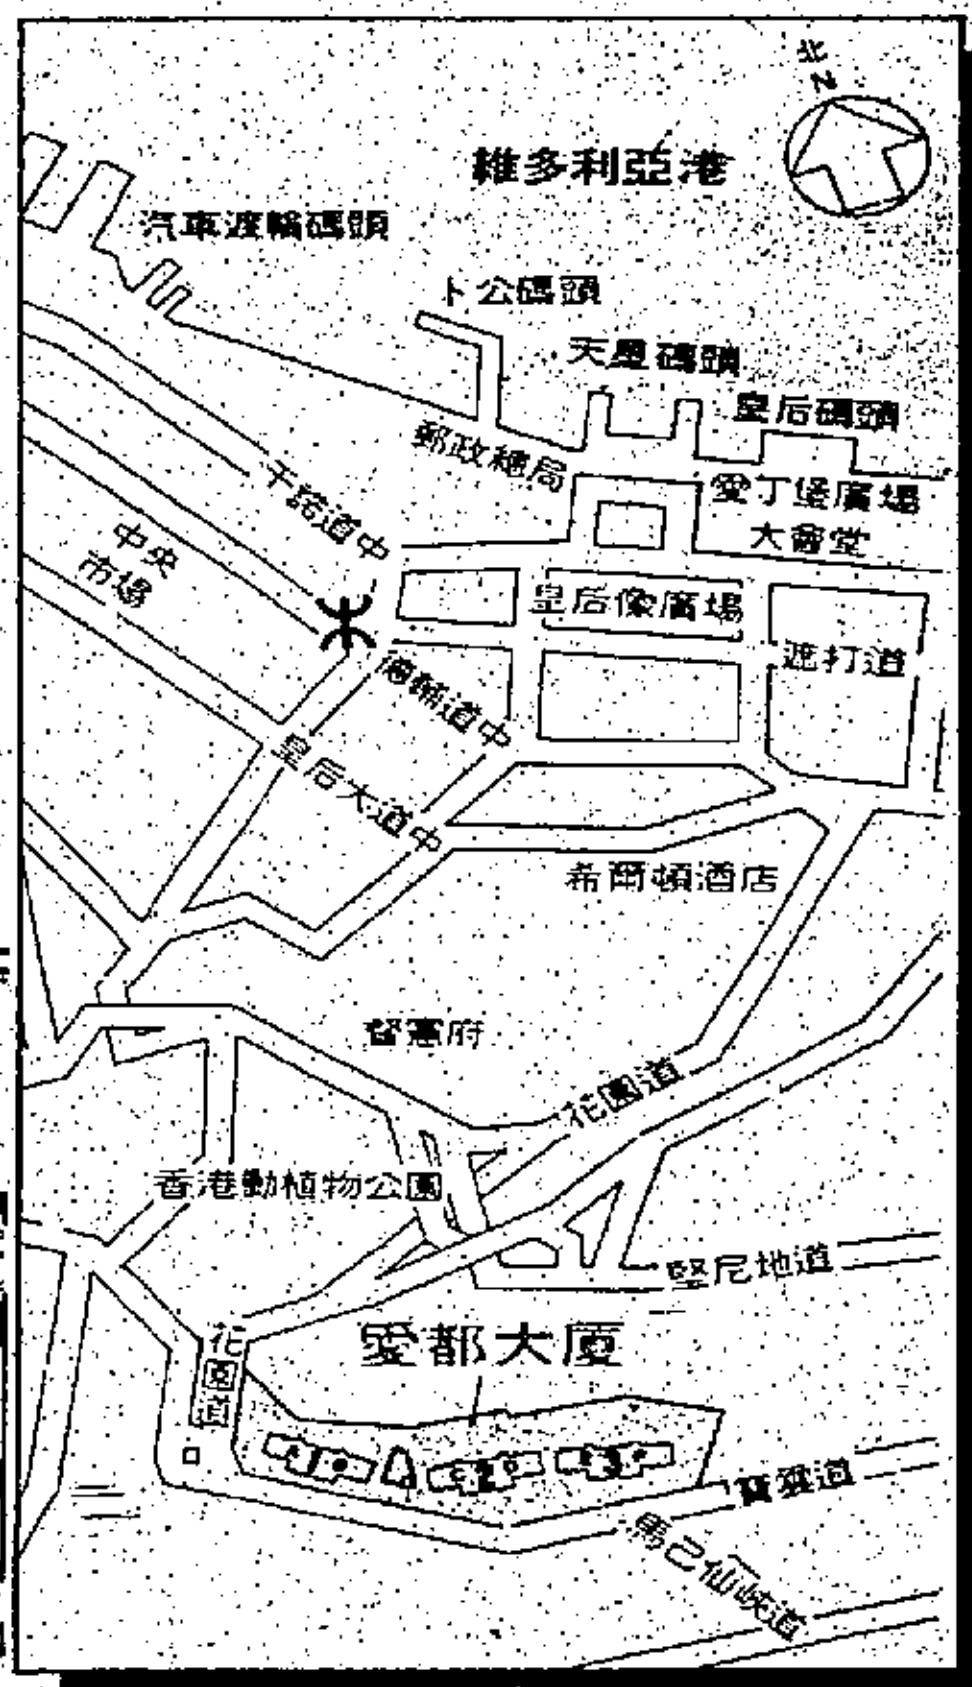 北
N
維多利亞港
汽車渡輪碼頭
卜公碼頭
天星碼頭
皇后碼頭
郵政總局
愛丁堡廣場
大會堂
干諾道中
中央
市場
皇后像廣場
遮打道
德輔道中
皇后大道中
希爾頓酒店
督憲府
花園道
香港動植物公園
堅尼地道
愛都大廈
花園道
A
2
3
寶雲道
馬己仙峽道